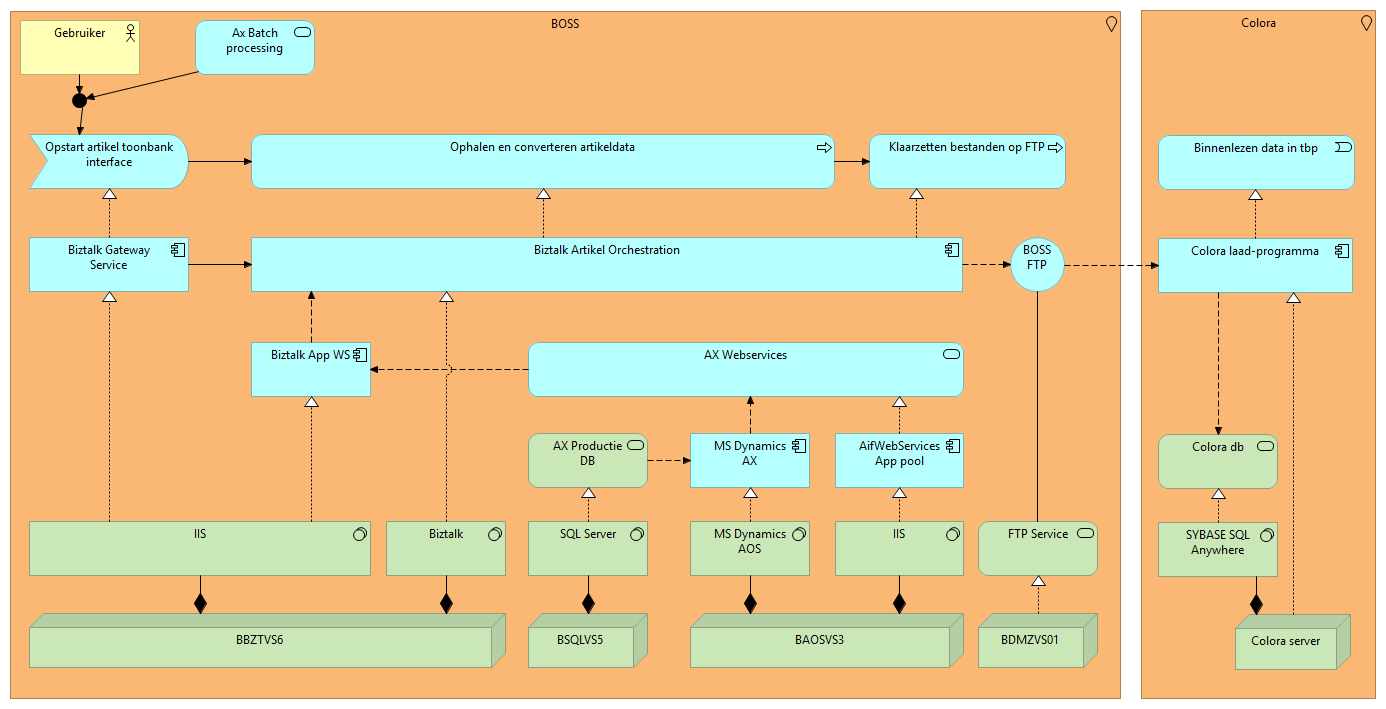 BOSS
Colora
Gebruiker
Ax Batch
processing
Opstart artikel toonbank
interface
Ophalen en converteren artikeldata
Klaarzetten bestanden op FTP
Binnenlezen data in tbp
Biztalk Gateway
Service
Biztalk Artikel Orchestration
BOSS
FTP
Colora laad-programma
Biztalk App WS
AX Webservices
AX Productie
DB
MS Dynamics
AX
AifWebServices
App pool
Colora db
IIS
Biztalk
SQL Server
MS Dynamics
AOS
IIS
FTP Service
SYBASE SQL
Anywhere
BBZTVS6
BSQLVS5
BAOSVS3
BDMZVS01
Colora server